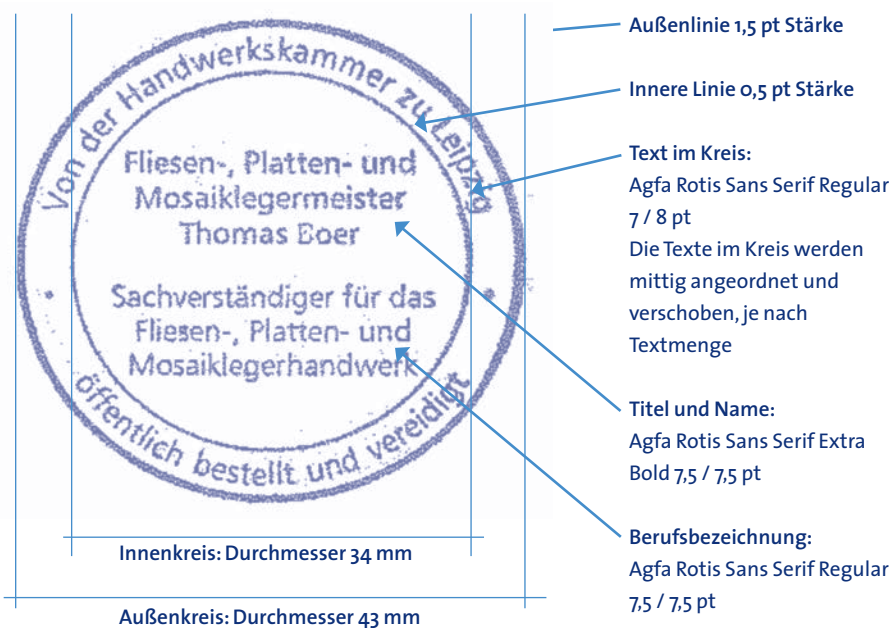 Von der Handwerkskammer zu Leipzig
Fliesen-, Platten- und
Mosaiklegermeister
Thomas Boer
Sachverständiger für das
Fliesen-, Platten- und
Mosaiklegerhandwerk
öffentlich bestellt und vereidigt
Innenkreis: Durchmesser 34 mm
Außenkreis: Durchmesser 43 mm
Außenlinie 1,5 pt Stärke
Innere Linie 0,5 pt Stärke
Text im Kreis:
Agfa Rotis Sans Serif Regular
7 / 8 pt
Die Texte im Kreis werden
mittig angeordnet und
verschoben, je nach
Textmenge
Titel und Name:
Agfa Rotis Sans Serif Extra
Bold 7,5 / 7,5 pt
Berufsbezeichnung:
Agfa Rotis Sans Serif Regular
7,5 / 7,5 pt